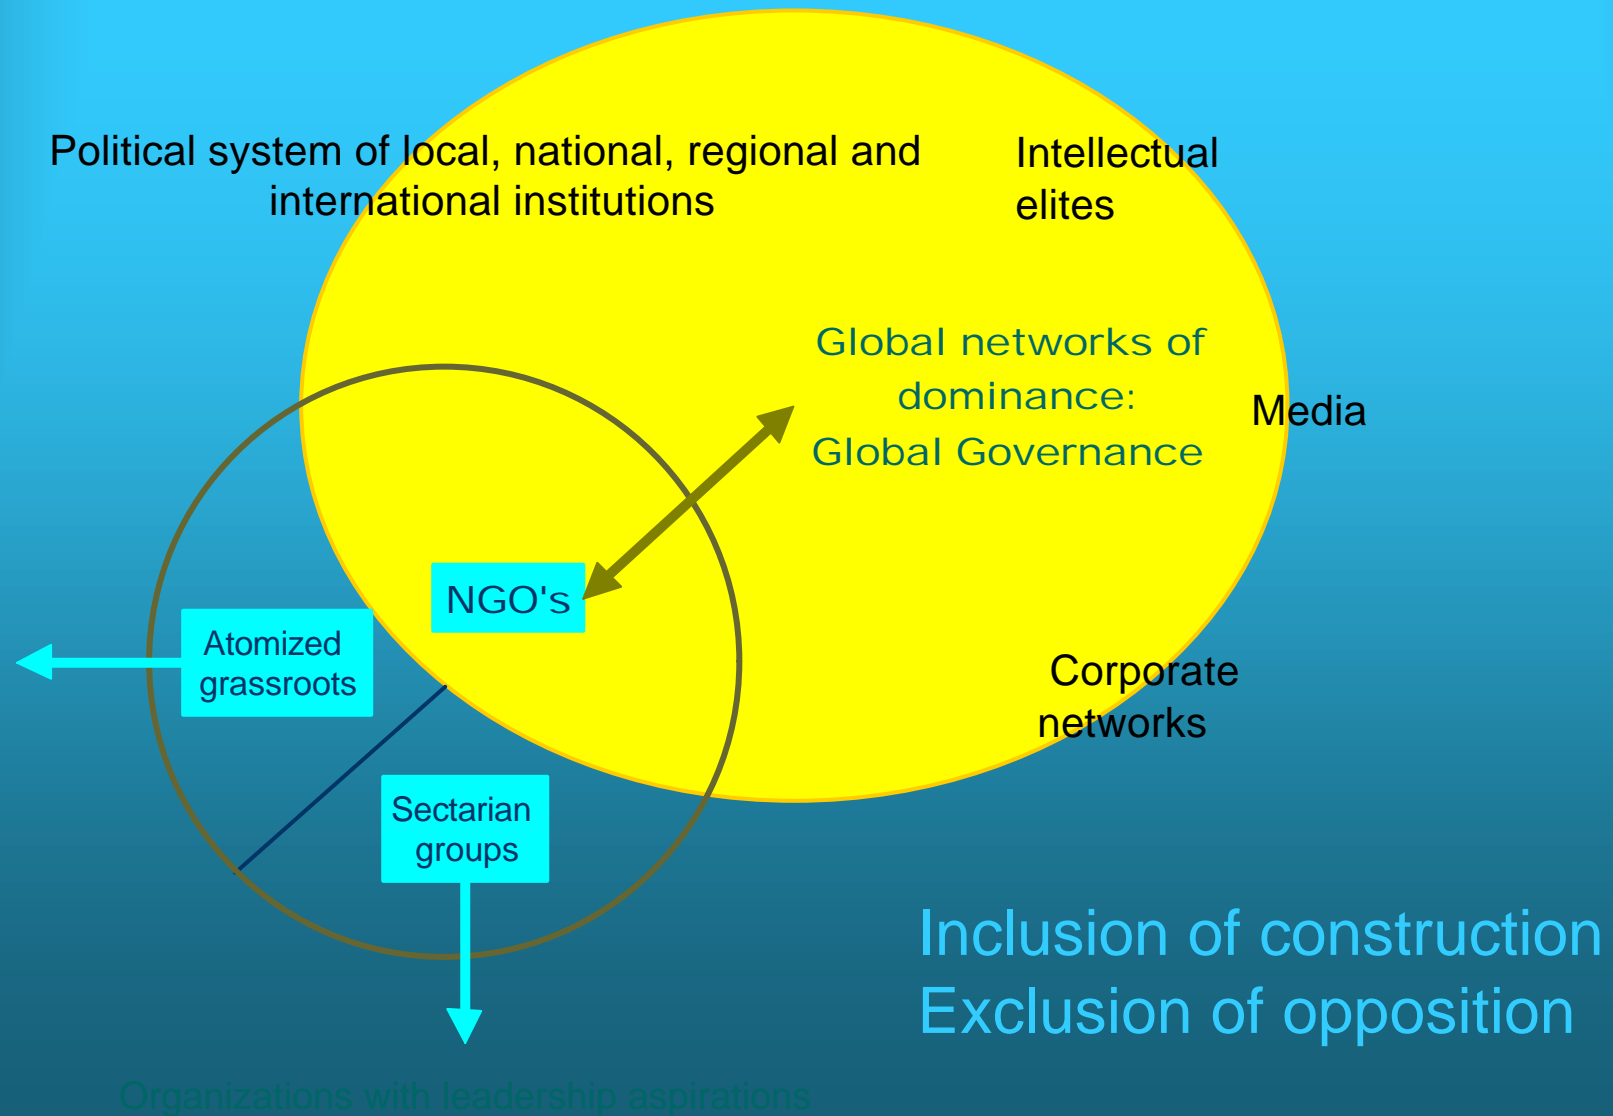 Political system of local, national, regional and
international institutions
Intellectual
elites
Global networks of
dominance:
Global Governance
Media
NGO's
Atomized
grassroots
Corporate
networks
Sectarian
groups
Inclusion of construction
Exclusion of opposition
Organizations with leadership aspirations